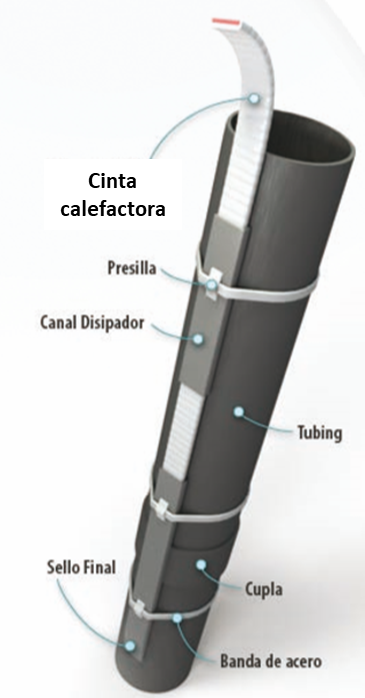 Cinta
calefactora
Presilla
Canal Disipador
Tubing
Sello Final
Cupla
Banda de acero